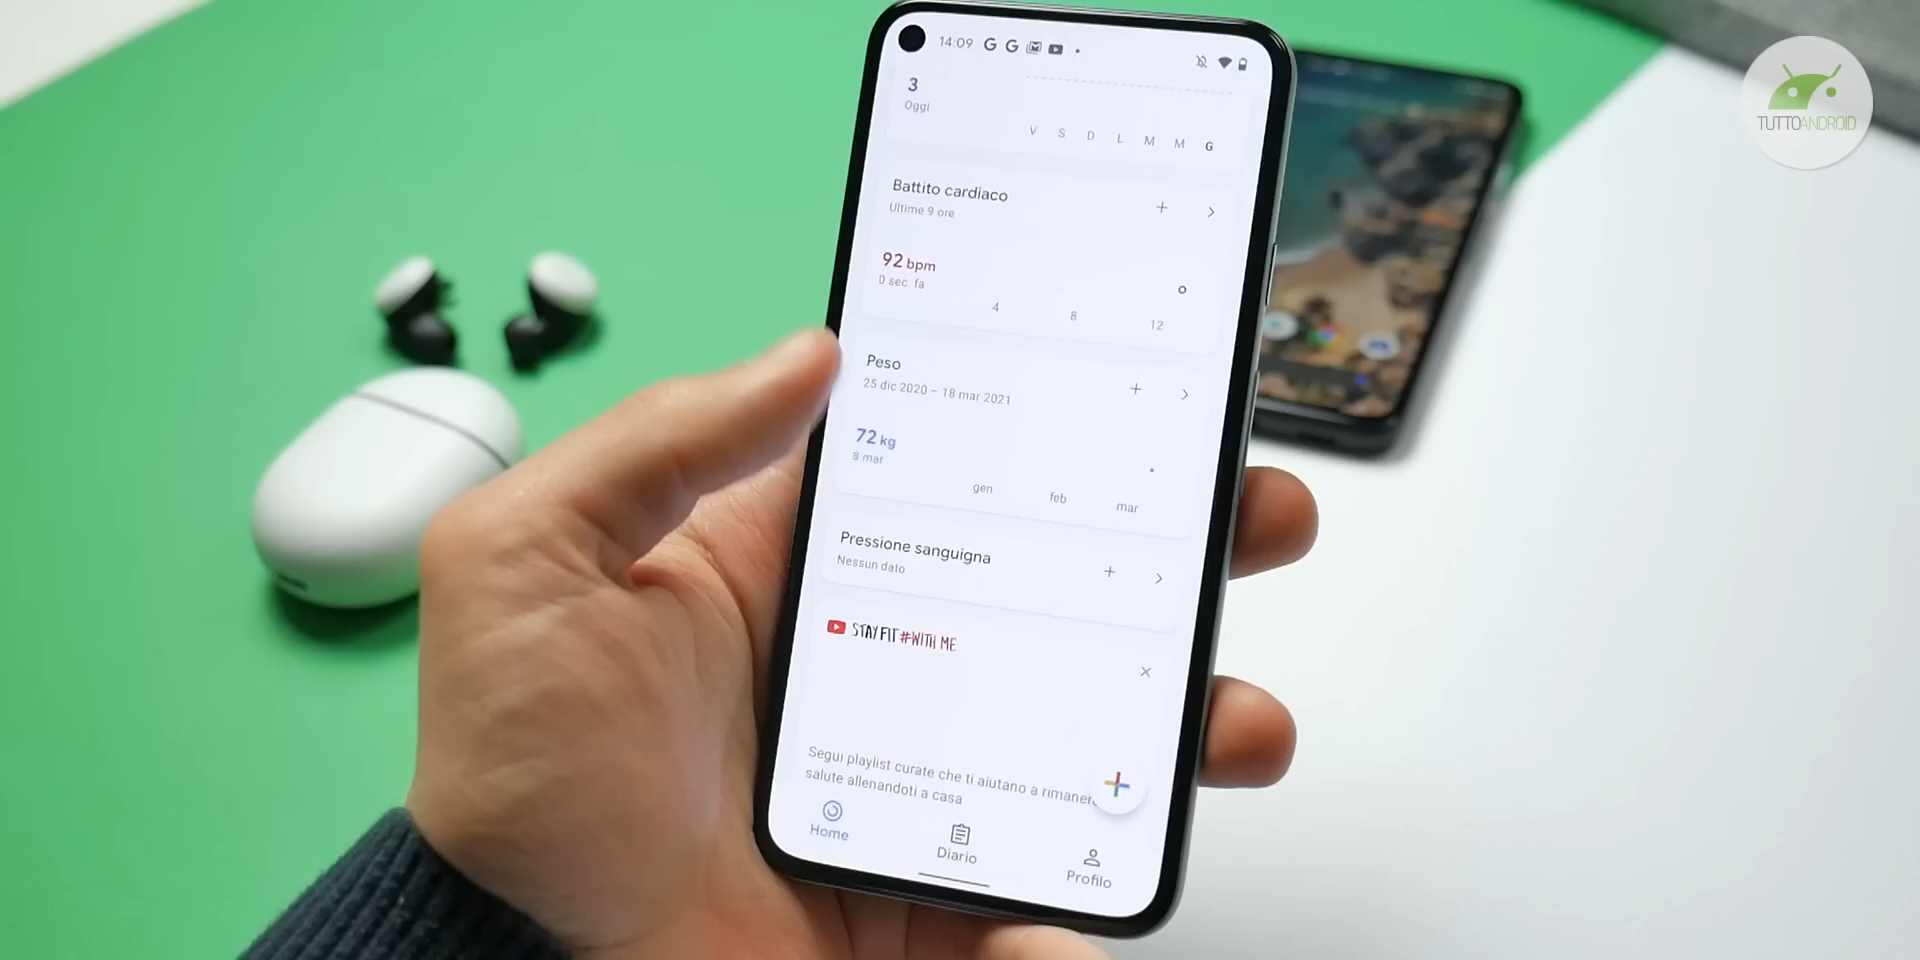 14:09
TUTTOANDROID
3
Oggi
V S D L M M G
Battito cardiaco
Ultime 9 ore
92 bpm
0 sec. fa
4 8 12
Peso
25 dic 2020 – 18 mar 2021
72 kg
8 mar
gen feb mar
Pressione sanguigna
Nessun dato
STAY FIT #WITH ME
Segui playlist curate che ti aiutano a rimanere
salute allenandoti a casa
Home
Diario
Profilo